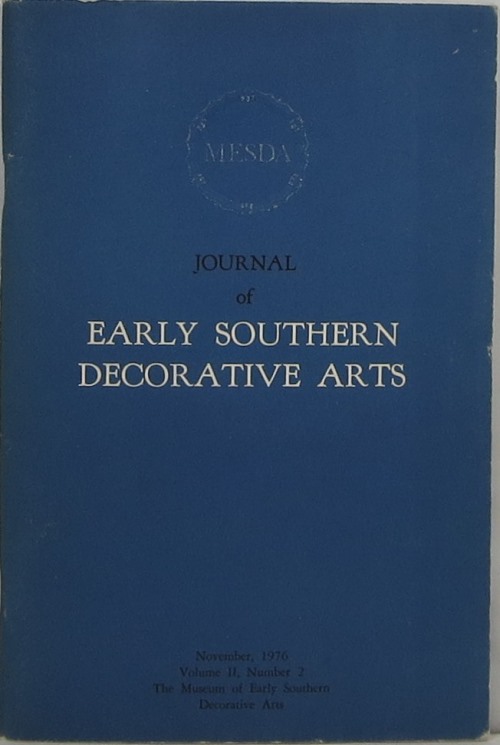 MESDA
JOURNAL
of
EARLY SOUTHERN
DECORATIVE ARTS
November, 1976
Volume II, Number 2
The Museum of Early Southern
Decorative Arts